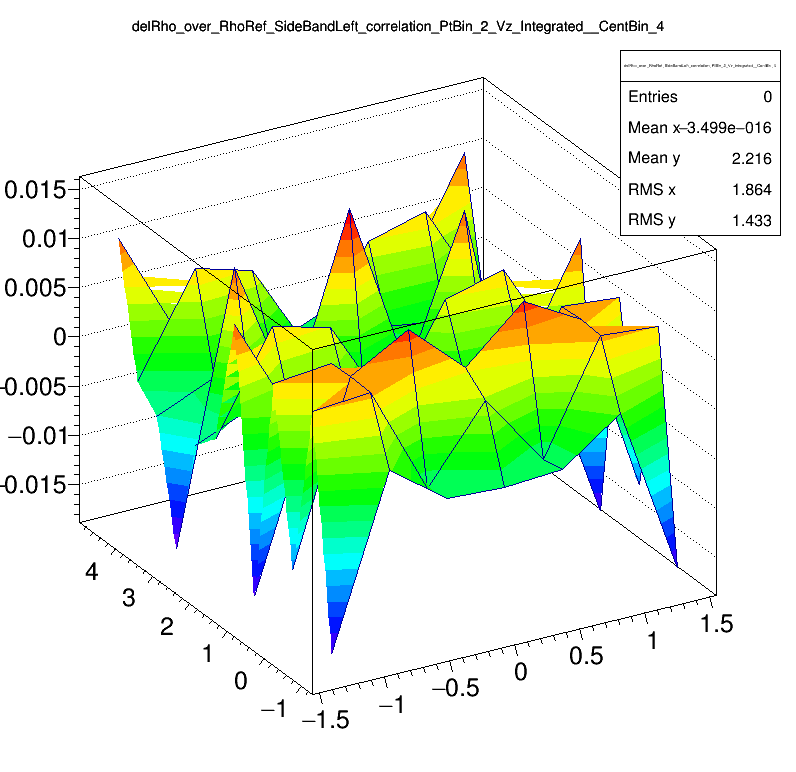 delRho_over_RhoRef_SideBandLeft_correlation_PtBin_2_Vz_Integrated__CentBin_4
delRho_over_RhoRef_SideBandLeft_correlation_PtBin_2_Vz_Integrated__CentBin_4
Entries 0
Mean x−3.499e−016
Mean y 2.216
RMS x 1.864
RMS y 1.433
0.015
0.01
0.005
0
−0.005
−0.01
−0.015
4
3
2
1
0
−1
−1.5
−1
−0.5
0
0.5
1
1.5